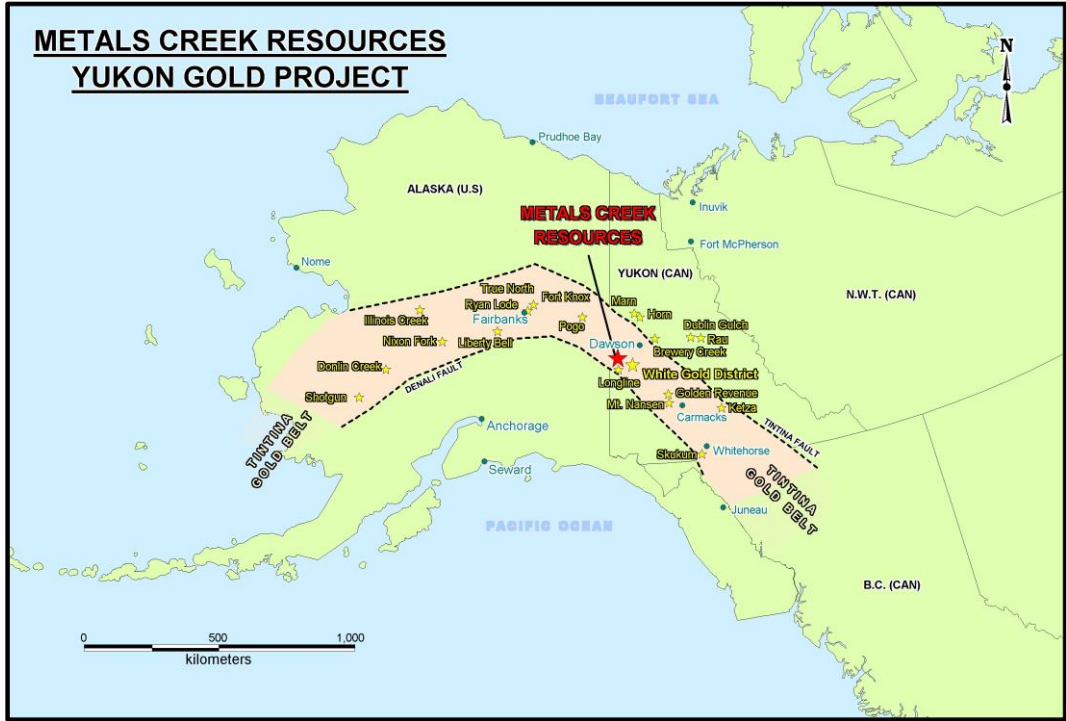 METALS CREEK RESOURCES
YUKON GOLD PROJECT
N
BEAUFORT SEA
Prudhoe Bay
ALASKA (U.S)
Inuvik
METALS CREEK
RESOURCES
Fort McPherson
Nome
YUKON (CAN)
N.W.T. (CAN)
True North
Fort Knox
Marn
Ryan Lode
Horn
Illinois Creek
Fairbanks
Pogo
Dublin Gulch
Nixon Fork
Liberty Bell
Dawson
Rau
Brewery Creek
Donlin Creek
White Gold District
DENALI FAULT
Longline
Shotgun
Golden Revenue
Mt. Nansen
Ketza
Carmacks
TINTINA
GOLD BELT
Anchorage
TINTINA FAULT
Whitehorse
Skukum
Seward
TINTINA
GOLD BELT
Juneau
PACIFIC OCEAN
B.C. (CAN)
0 500 1,000
kilometers